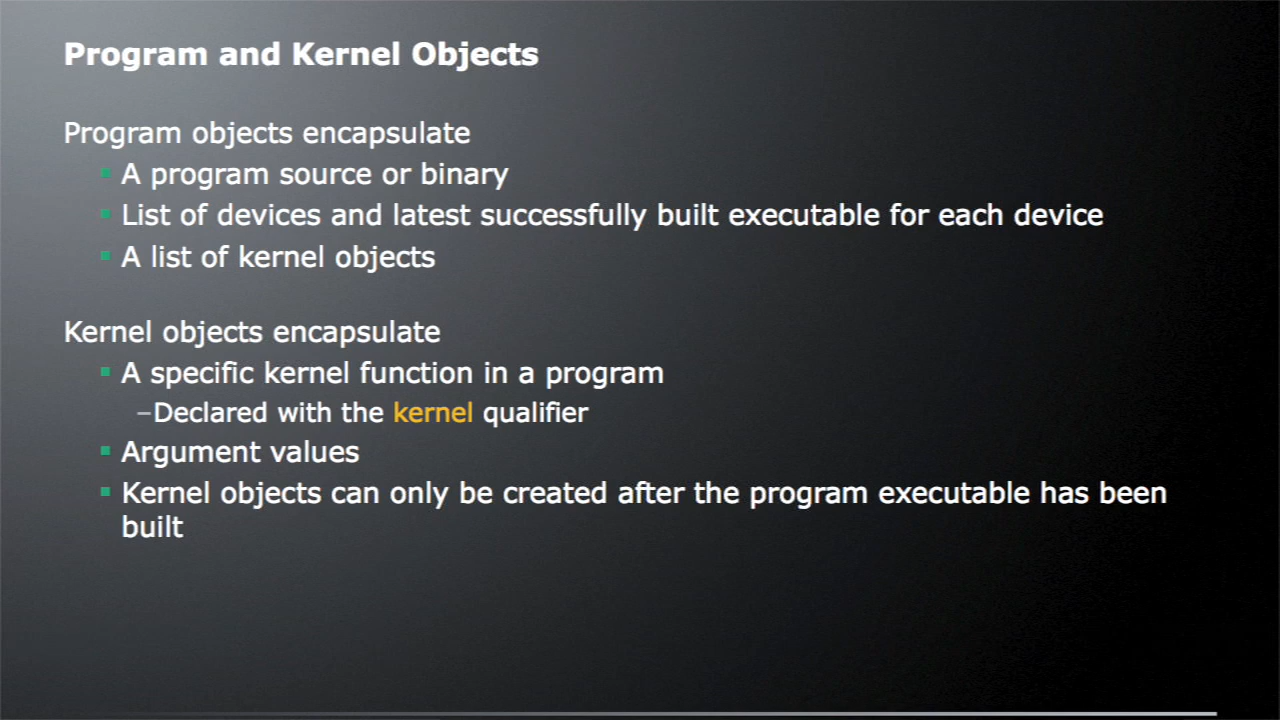 Program and Kernel Objects
Program objects encapsulate
A program source or binary
List of devices and latest successfully built executable for each device
A list of kernel objects
Kernel objects encapsulate
A specific kernel function in a program
–Declared with the kernel qualifier
Argument values
Kernel objects can only be created after the program executable has been
built